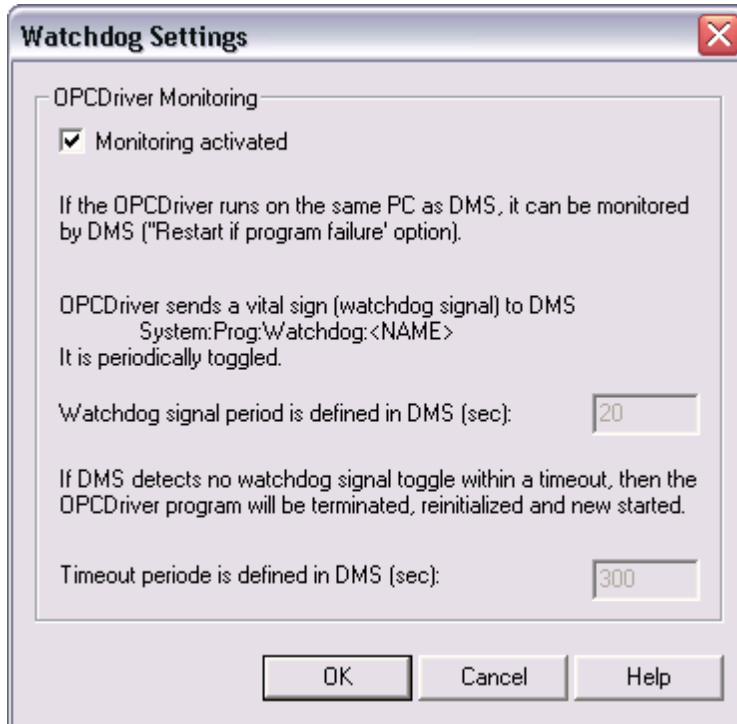 Watchdog Settings
OPCDriver Monitoring
Monitoring activated
If the OPCDriver runs on the same PC as DMS, it can be monitored
by DMS ("Restart if program failure' option).
OPCDriver sends a vital sign (watchdog signal) to DMS
System:Prog:Watchdog:<NAME>
It is periodically toggled.
Watchdog signal period is defined in DMS (sec): 20
If DMS detects no watchdog signal toggle within a timeout, then the
OPCDriver program will be terminated, reinitialized and new started.
Timeout periode is defined in DMS (sec): 300
OK Cancel Help